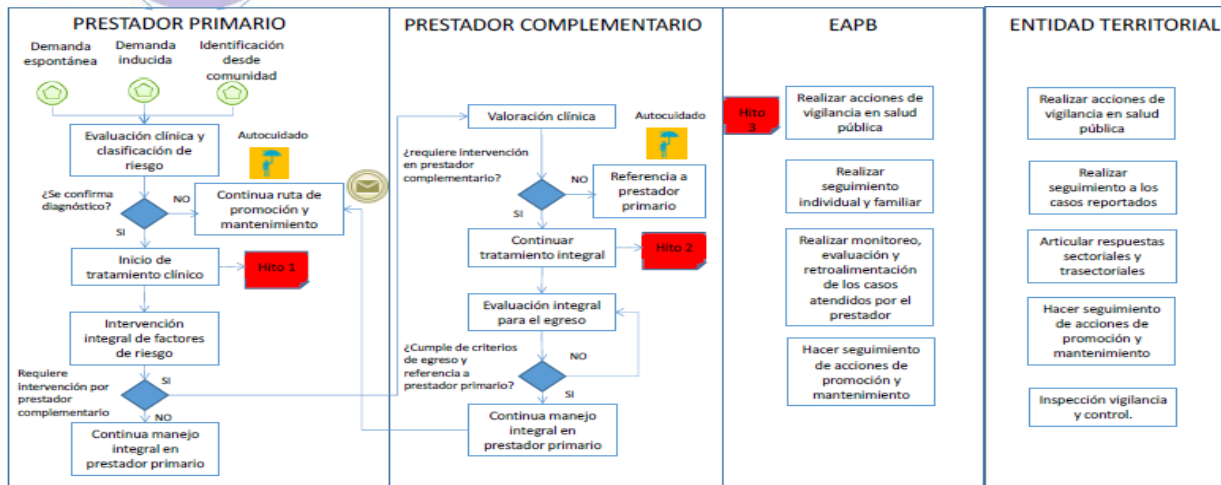 PRESTADOR PRIMARIO
Demanda
espontánea
Demanda
inducida
Identificación
desde
comunidad
Evaluación clínica y
clasificación de
riesgo
Autocuidado
¿Se confirma
diagnóstico?
NO
Continua ruta de
promoción y
mantenimiento
SI
Inicio de
tratamiento clínico
Hito 1
Intervención
integral de factores
de riesgo
Requiere
intervención por
prestador
complementario
SI
NO
Continua manejo
integral en
prestador primario
PRESTADOR COMPLEMENTARIO
Valoración clínica
Autocuidado
¿requiere intervención
en prestador
complementario?
NO
Referencia a
prestador
primario
SI
Continuar
tratamiento integral
Hito 2
Evaluación integral
para el egreso
¿Cumple de criterios
de egreso y
referencia a
prestador primario?
NO
SI
Continua manejo
integral en
prestador primario
EAPB
Hito
3
Realizar acciones de
vigilancia en salud
pública
Realizar
seguimiento
individual y familiar
Realizar monitoreo,
evaluación y
retroalimentación
de los casos
atendidos por el
prestador
Hacer seguimiento
de acciones de
promoción y
mantenimiento
ENTIDAD TERRITORIAL
Realizar acciones de
vigilancia en salud
pública
Realizar
seguimiento a los
casos reportados
Articular respuestas
sectoriales y
trasectoriales
Hacer seguimiento
de acciones de
promoción y
mantenimiento
Inspección vigilancia
y control.